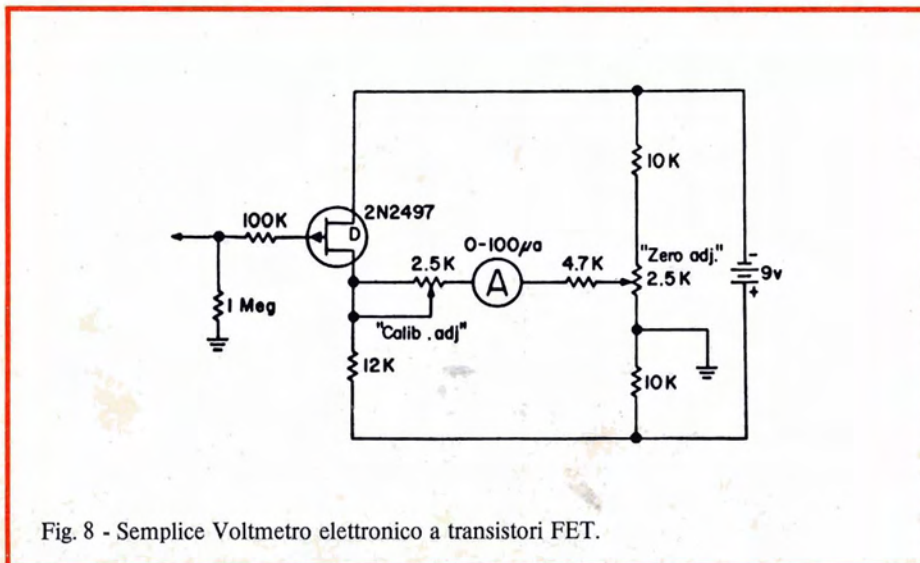 2N2497
100K
D
1 Meg
0-100µa
2.5K
A
4.7K
"Calib . adj"
12K
10K
"Zero adj."
2.5K
10K
-
9v
+
Fig. 8 - Semplice Voltmetro elettronico a transistori FET.